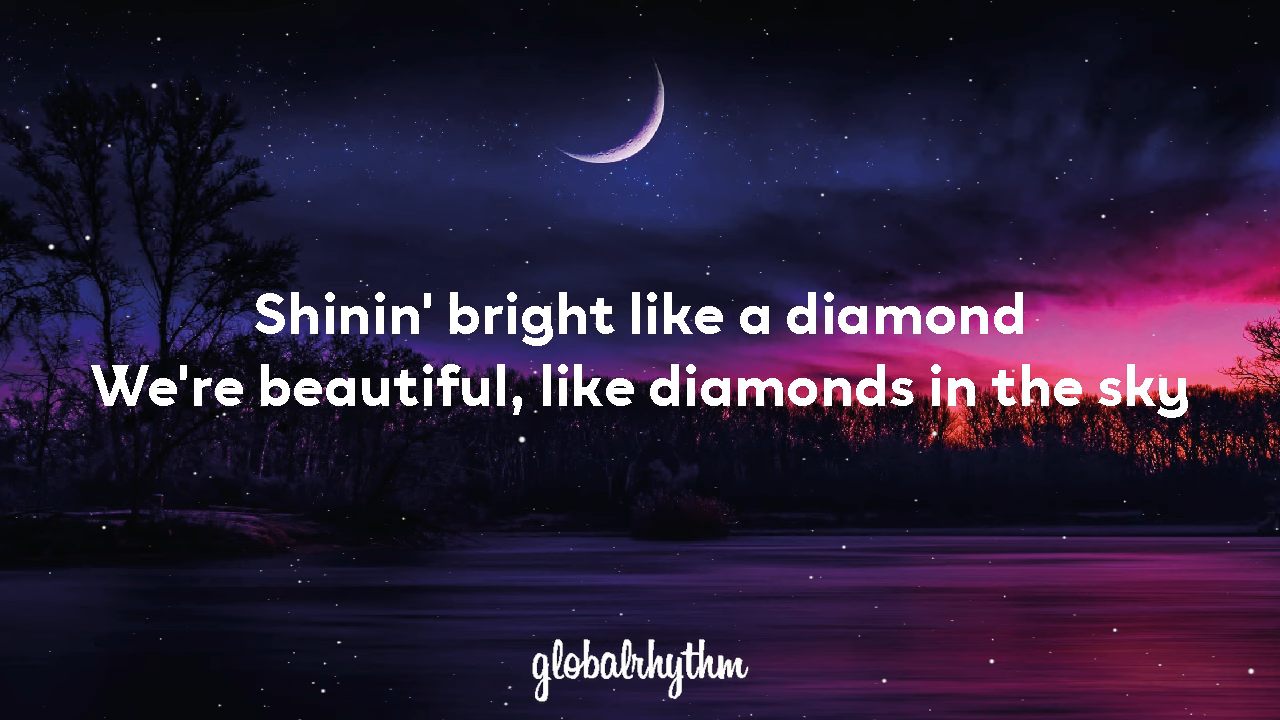 Shinin' bright like a diamond
We're beautiful, like diamonds in the sky
globalrhythm